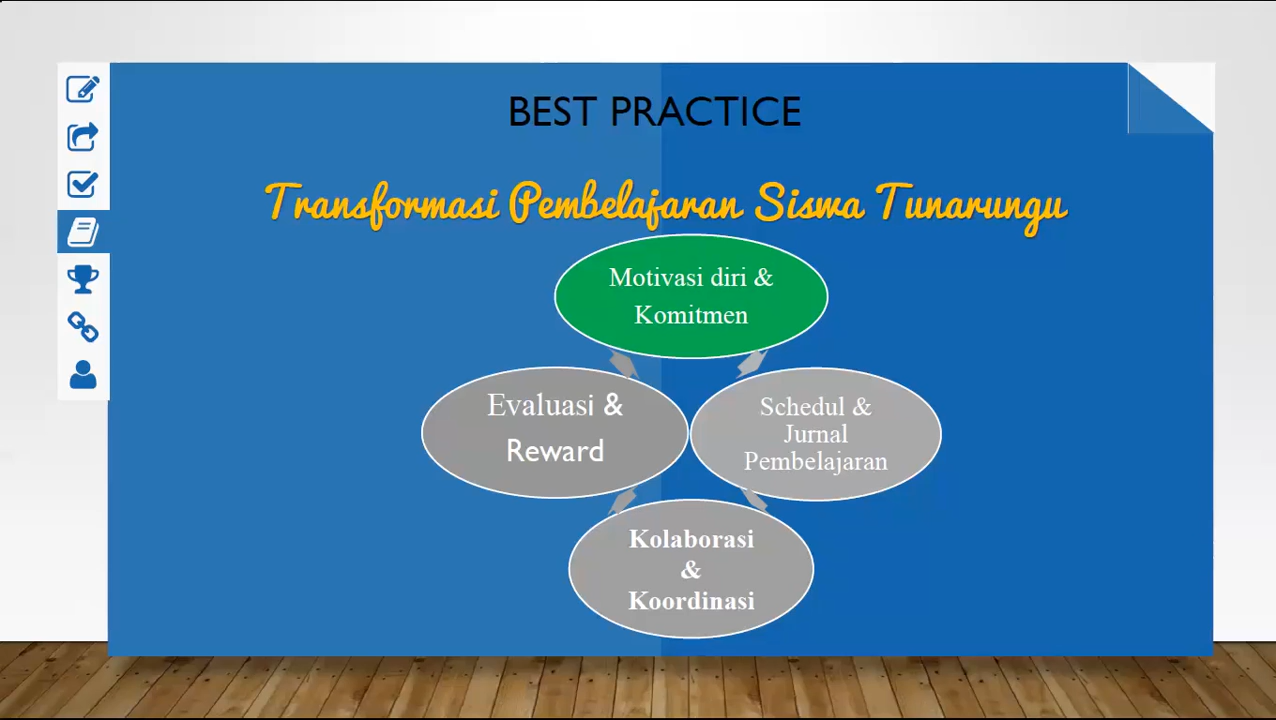 BEST PRACTICE
Transformasi Pembelajaran Siswa Tunarungu
Motivasi diri &
Komitmen
Evaluasi &
Reward
Schedul &
Jurnal
Pembelajaran
Kolaborasi
&
Koordinasi